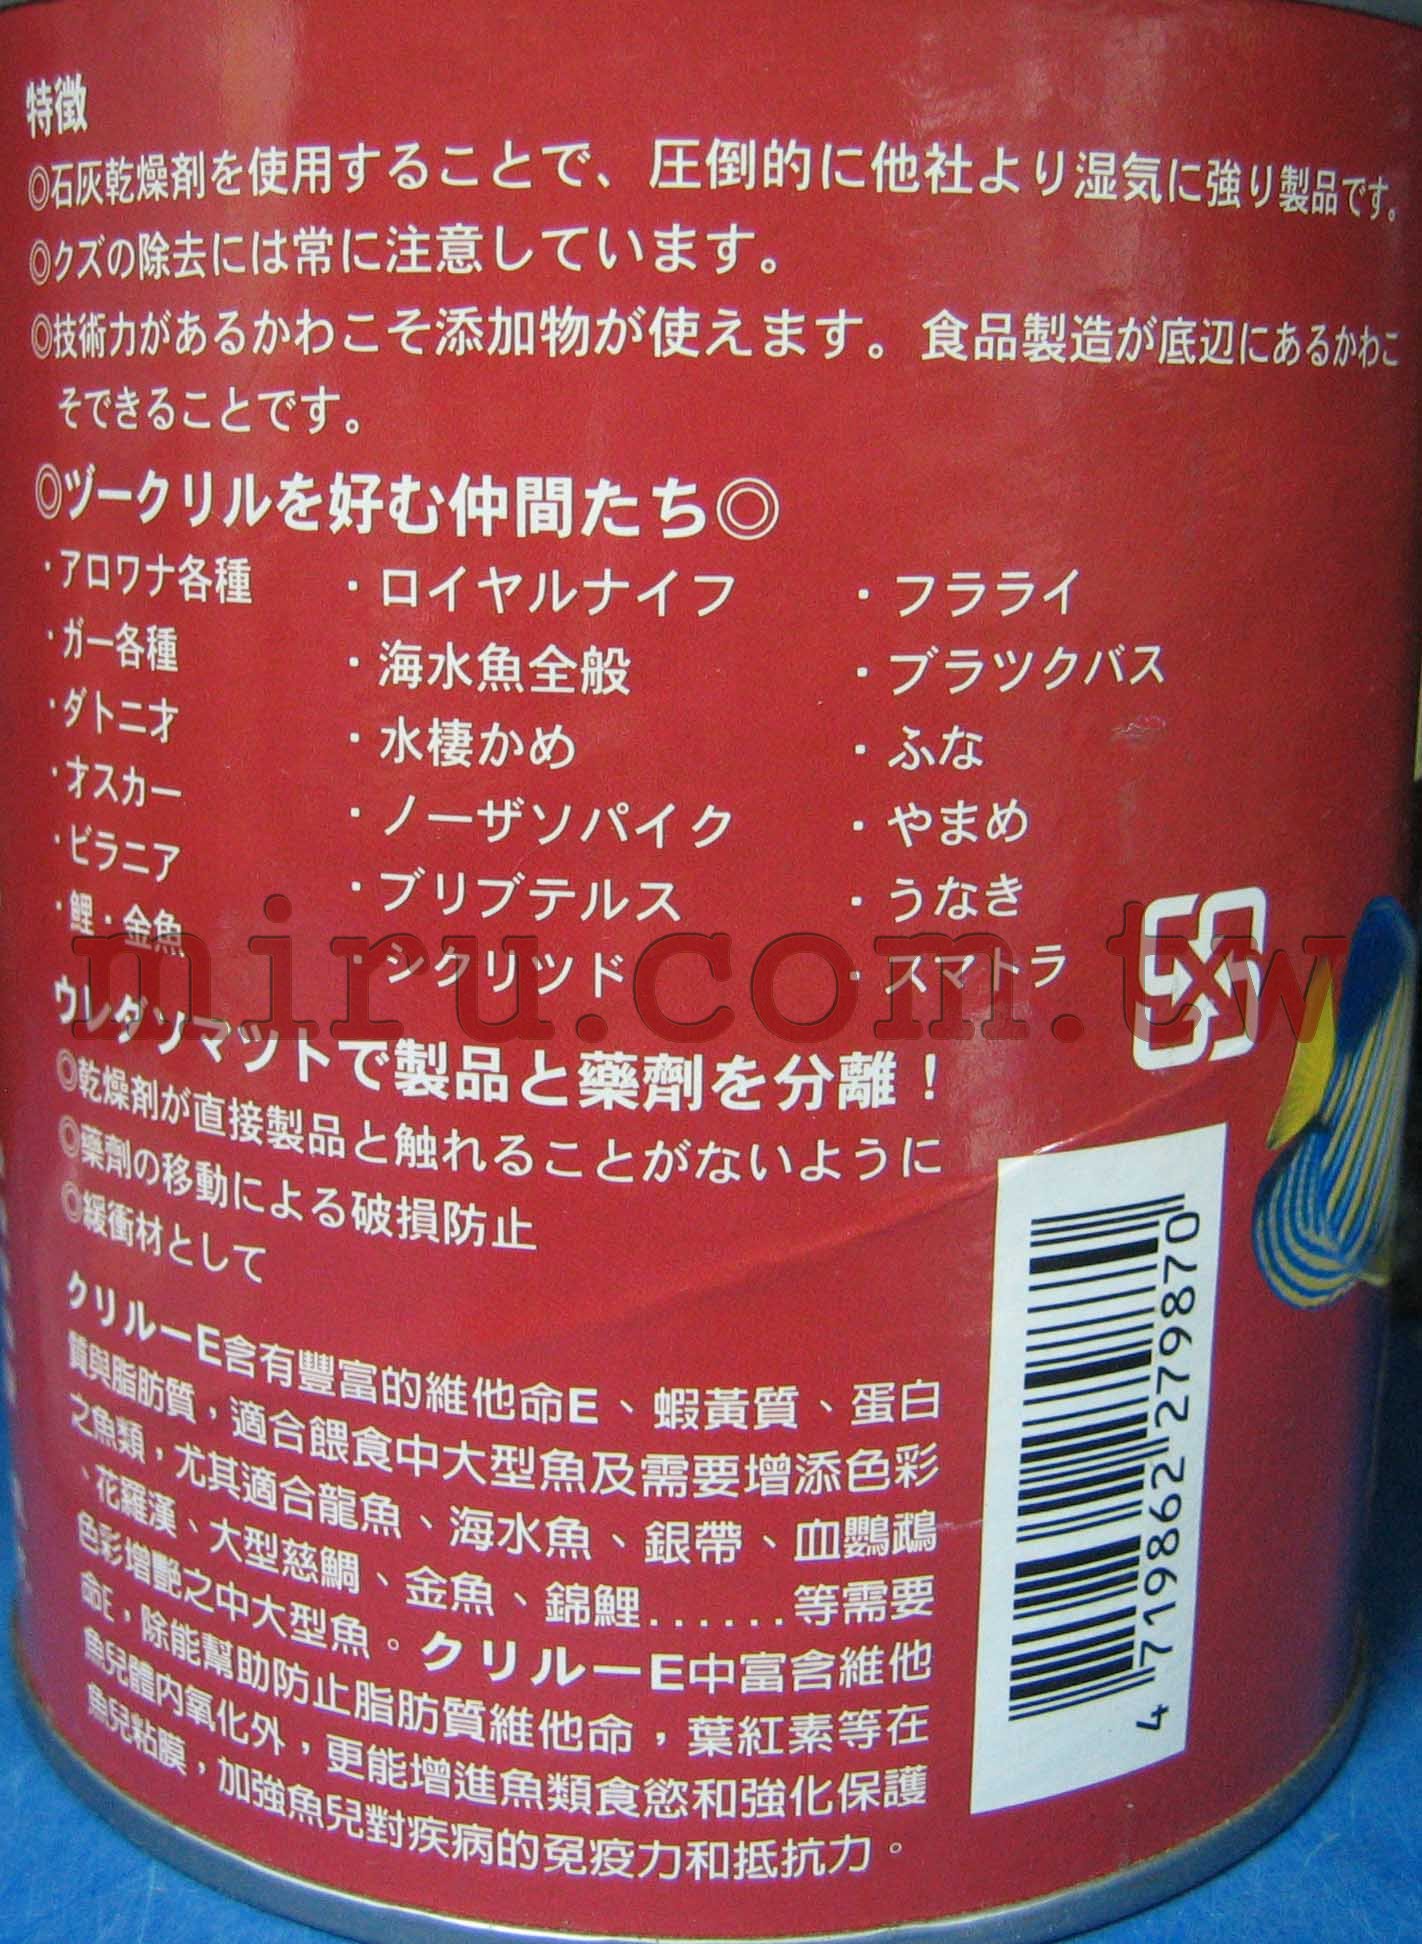 特徴
◎石灰乾燥剤を使用することで、圧倒的に他社より湿気に強り製品です。
◎クズの除去には常に注意しています。
◎技術力があるかわこそ添加物が使えます。食品製造が底辺にあるかわこ
そできることです。
◎ヅークリルを好む仲間たち◎
・アロワナ各種 ・ロイヤルナイフ ・フラライ
・ガー各種 ・海水魚全般 ・ブラツクバス
・ダトニオ ・水棲かめ ・ふな
・オスカー ・ノーザソパイク ・やまめ
・ビラニア ・ブリブテルス ・うなき
・鯉・金魚 ・シクリツド ・スマトラ
miru.com.tw
ウレダソマツトで製品と藥劑を分離！
◎乾燥剤が直接製品と触れることがないように
◎藥劑の移動による破損防止
◎緩衝材として
クリルーE含有豐富的維他命E、蝦黃質、蛋白
質與脂肪質，適合餵食中大型魚及需要增添色彩
之魚類，尤其適合龍魚、海水魚、銀帶、血鸚鵡
、花羅漢、大型慈鯛、金魚、錦鯉......等需要
色彩增艷之中大型魚。クリルーE中富含維他
命E，除能幫助防止脂肪質維他命，葉紅素等在
魚兒體內氧化外，更能增進魚類食慾和強化保護
魚兒粘膜，加強魚兒對疾病的免疫力和抵抗力。
4 719862 279870